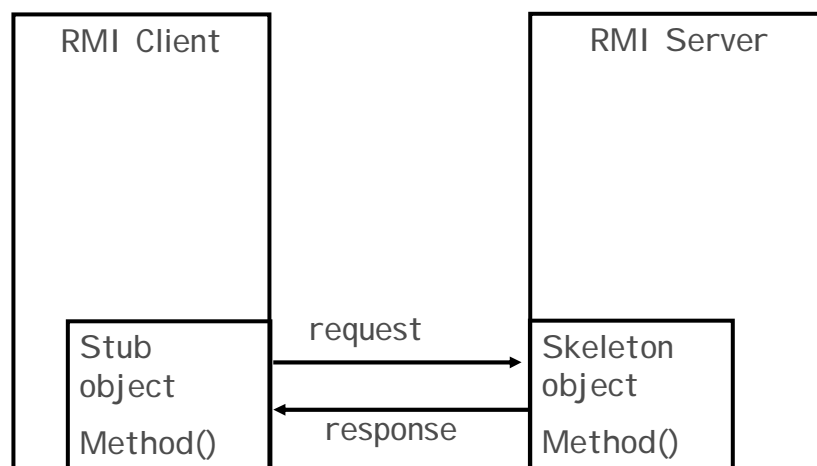 RMI Client
RMI Server
request
Stub
object
Method()
Skeleton
object
Method()
response